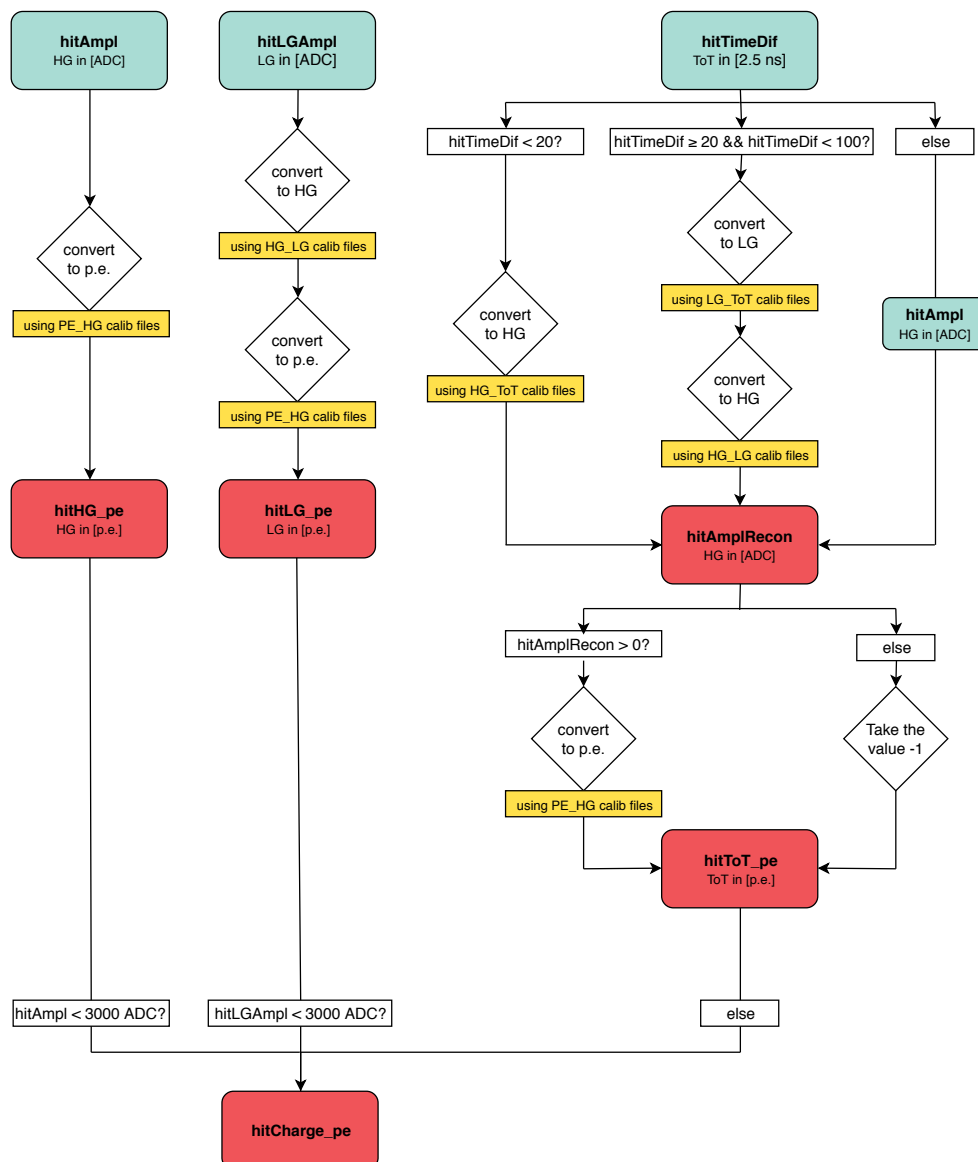 hitAmpl
HG in [ADC]
hitLGAmpl
LG in [ADC]
hitTimeDif
ToT in [2.5 ns]
hitTimeDif < 20?
hitTimeDif ≥ 20 && hitTimeDif < 100?
else
convert
to HG
using HG_LG calib files
convert
to p.e.
using PE_HG calib files
convert
to LG
using LG_ToT calib files
convert
to HG
using HG_ToT calib files
hitAmpl
HG in [ADC]
convert
to p.e.
using PE_HG calib files
convert
to HG
using HG_LG calib files
hitHG_pe
HG in [p.e.]
hitLG_pe
LG in [p.e.]
hitAmplRecon
HG in [ADC]
hitAmplRecon > 0?
else
convert
to p.e.
using PE_HG calib files
Take the
value -1
hitToT_pe
ToT in [p.e.]
hitAmpl < 3000 ADC?
hitLGAmpl < 3000 ADC?
else
hitCharge_pe